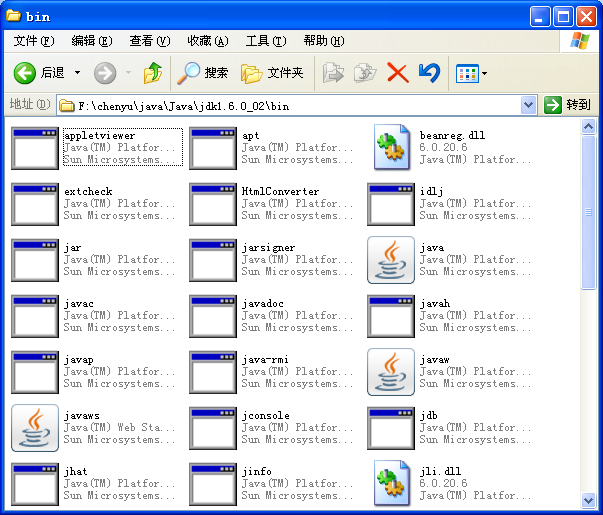 bin
文件(F) 编辑(E) 查看(V) 收藏(A) 工具(T) 帮助(H)
后退 搜索 文件夹
地址(D) F:\chenyu\java\Java\jdk1.6.0_02\bin 转到
appletviewer
Java(TM) Platfor...
Sun Microsystems...
apt
Java(TM) Platfor...
Sun Microsystems...
beanreg.dll
6.0.20.6
Java(TM) Platfor...
extcheck
Java(TM) Platfor...
Sun Microsystems...
HtmlConverter
Java(TM) Platfor...
Sun Microsystems...
idlj
Java(TM) Platfor...
Sun Microsystems...
jar
Java(TM) Platfor...
Sun Microsystems...
jarsigner
Java(TM) Platfor...
Sun Microsystems...
java
Java(TM) Platfor...
Sun Microsystems...
javac
Java(TM) Platfor...
Sun Microsystems...
javadoc
Java(TM) Platfor...
Sun Microsystems...
javah
Java(TM) Platfor...
Sun Microsystems...
javap
Java(TM) Platfor...
Sun Microsystems...
java-rmi
Java(TM) Platfor...
Sun Microsystems...
javaw
Java(TM) Platfor...
Sun Microsystems...
javaws
Java(TM) Web Sta...
Sun Microsystems...
jconsole
Java(TM) Platfor...
Sun Microsystems...
jdb
Java(TM) Platfor...
Sun Microsystems...
jhat
Java(TM) Platfor...
Sun Microsystems...
jinfo
Java(TM) Platfor...
Sun Microsystems...
jli.dll
6.0.20.6
Java(TM) Platfor...